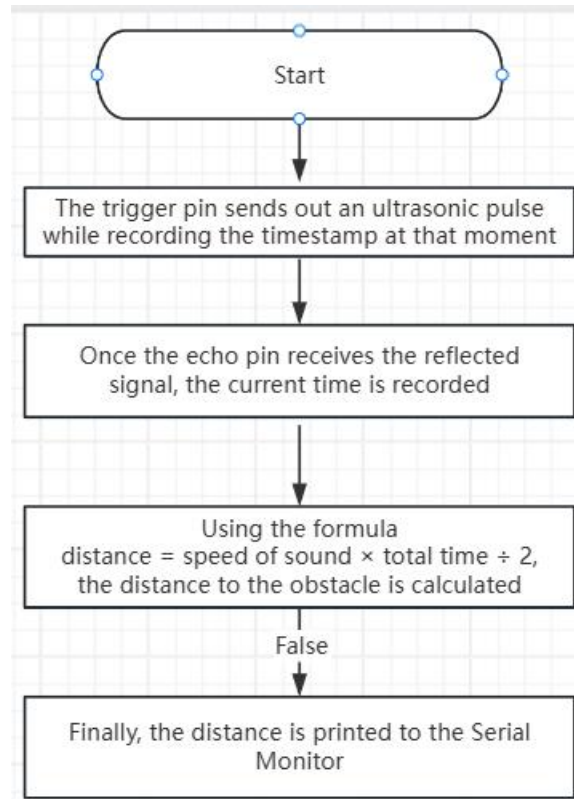 Start
The trigger pin sends out an ultrasonic pulse
while recording the timestamp at that moment
Once the echo pin receives the reflected
signal, the current time is recorded
Using the formula
distance = speed of sound × total time ÷ 2,
the distance to the obstacle is calculated
False
Finally, the distance is printed to the Serial
Monitor